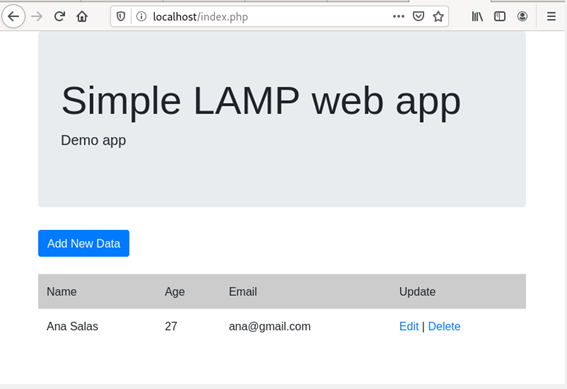 localhost/index.php
Simple LAMP web app
Demo app
Add New Data
Name Age Email Update
Ana Salas 27 ana@gmail.com Edit | Delete